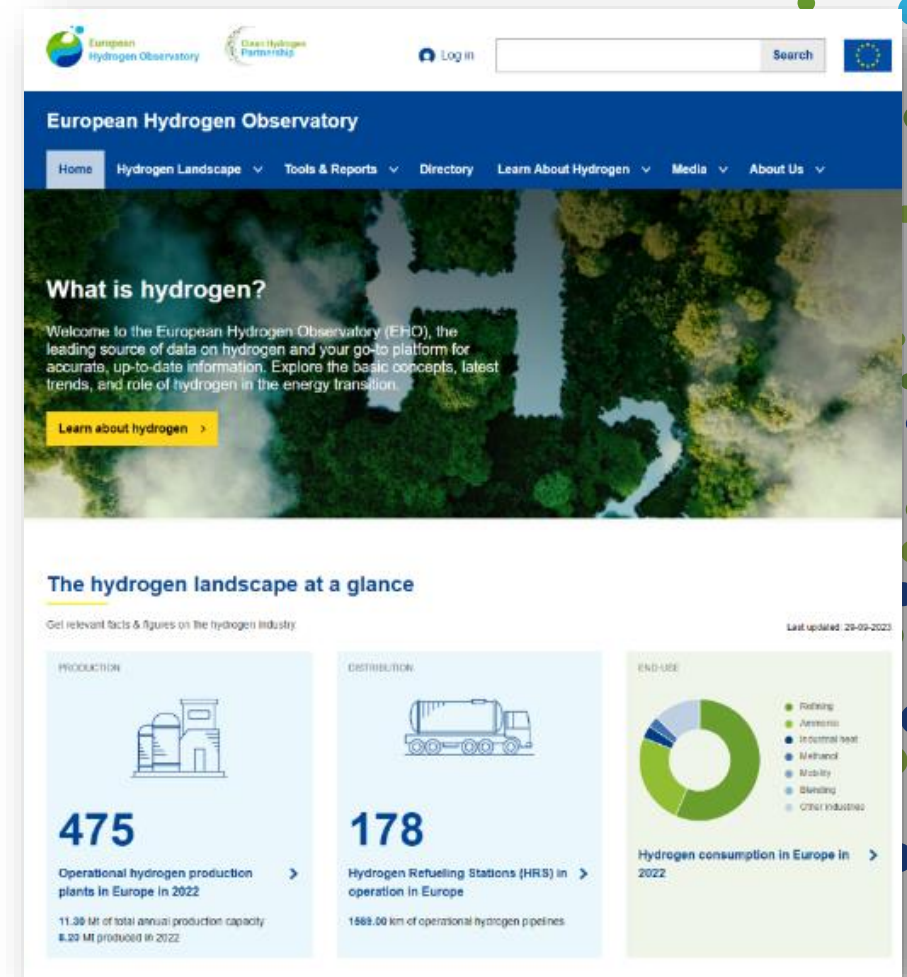 European
Hydrogen Observatory
Clean Hydrogen
Partnership
Log in
Search
European Hydrogen Observatory
Home Hydrogen Landscape Tools & Reports Directory Learn About Hydrogen Media About Us
H2
What is hydrogen?
Welcome to the European Hydrogen Observatory (EHO), the
leading source of data on hydrogen and your go-to platform for
accurate, up-to-date information. Explore the basic concepts, latest
trends, and role of hydrogen in the energy transition.
Learn about hydrogen
The hydrogen landscape at a glance
Get relevant facts & figures on the hydrogen industry
Last updated: 29-09-2023
PRODUCTION
475
Operational hydrogen production
plants in Europe in 2022
11.30 Mt of total annual production capacity
8.20 Mt produced in 2022
DISTRIBUTION
178
Hydrogen Refueling Stations (HRS) in
operation in Europe
1569.00 km of operational hydrogen pipelines
END-USE
Refining
Ammonia
Industrial heat
Methanol
Mobility
Blending
Other industries
Hydrogen consumption in Europe in
2022